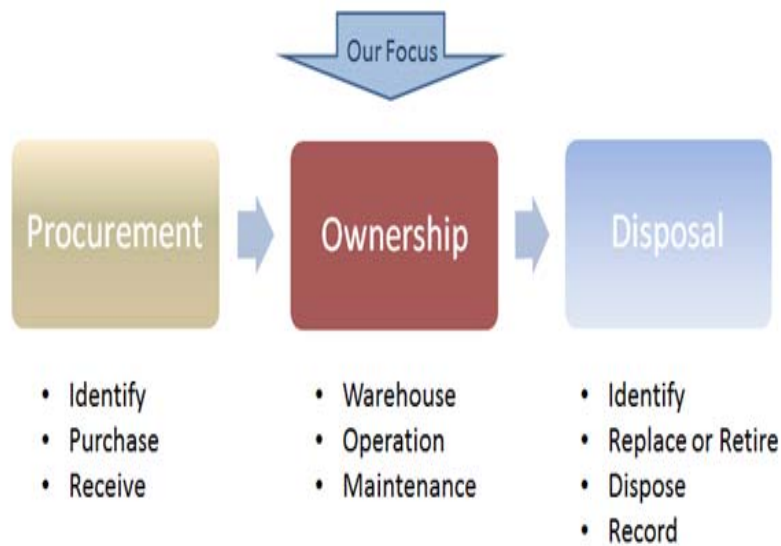 Our Focus
Procurement
Ownership
Disposal
• Identify
• Purchase
• Receive
• Warehouse
• Operation
• Maintenance
• Identify
• Replace or Retire
• Dispose
• Record